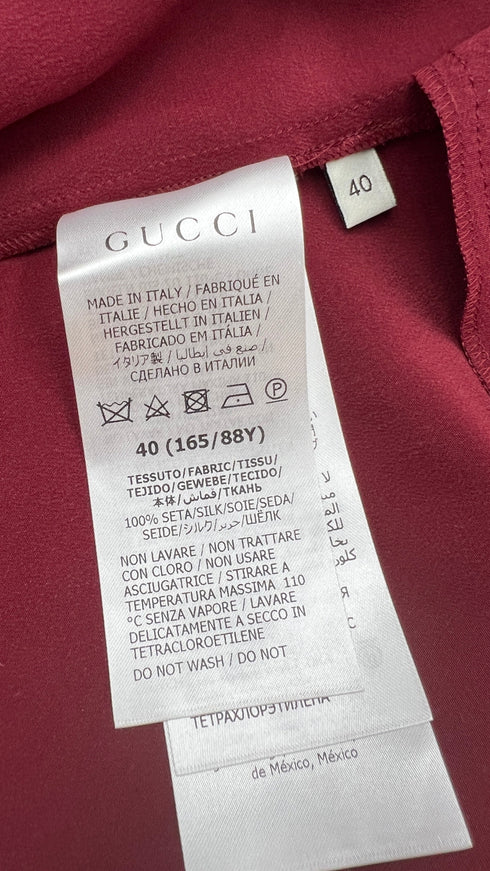 40
GUCCI
MADE IN ITALY / FABRIQUÉ EN
ITALIE / HECHO EN ITALIA /
HERGESTELLT IN ITALIEN /
FABRICADO EM ITÁLIA /
イタリア製 / صنع في إيطاليا /
СДЕЛАНО В ИТАЛИИ
40 (165/88Y)
TESSUTO/FABRIC/TISSU/
TEJIDO/GEWEBE/TECIDO/
本体/قماش/ТКАНЬ
100% SETA/SILK/SOIE/SEDA/
SEIDE/シルク/حرير/ШЁЛК
NON LAVARE / NON TRATTARE
CON CLORO / NON USARE
ASCIUGATRICE / STIRARE A
TEMPERATURA MASSIMA 110
°C SENZA VAPORE / LAVARE
DELICATAMENTE A SECCO IN
TETRACLOROETILENE
DO NOT WASH / DO NOT
ТЕТРАХЛОРЭТИЛЕНА
de México, México